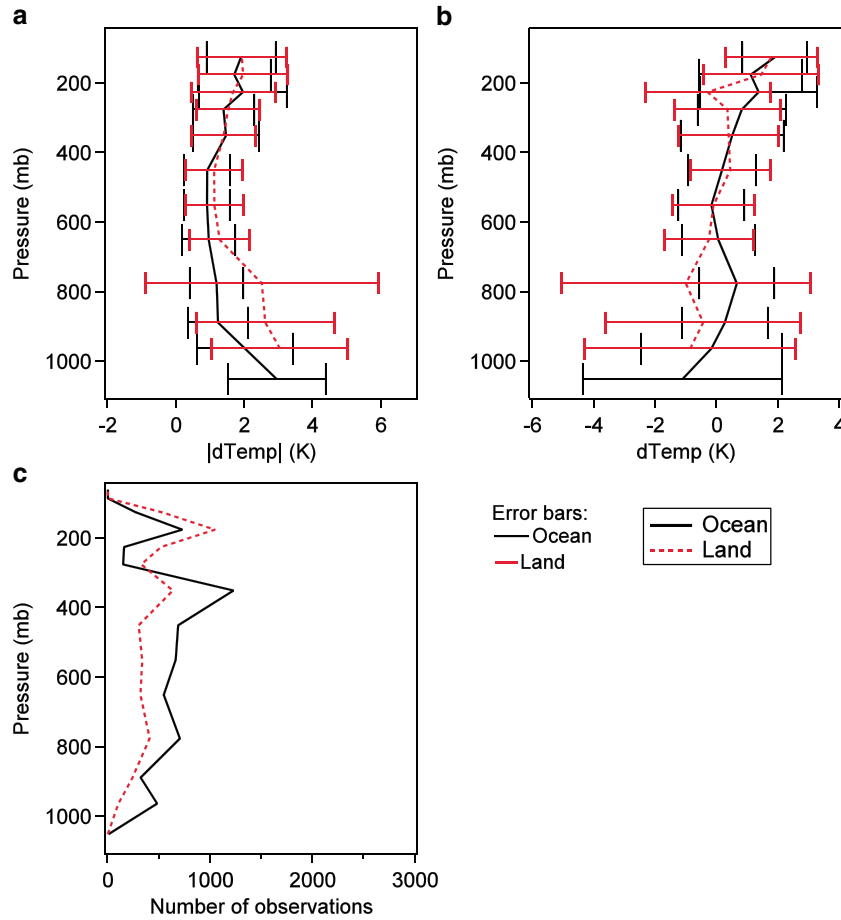 a
200
400
600
800
1000
Pressure (mb)
-2 0 2 4 6
|dTemp| (K)
b
200
400
600
800
1000
Pressure (mb)
-6 -4 -2 0 2 4
dTemp (K)
c
200
400
600
800
1000
Pressure (mb)
0 1000 2000 3000
Number of observations
Error bars:
Ocean
Land
Ocean
Land